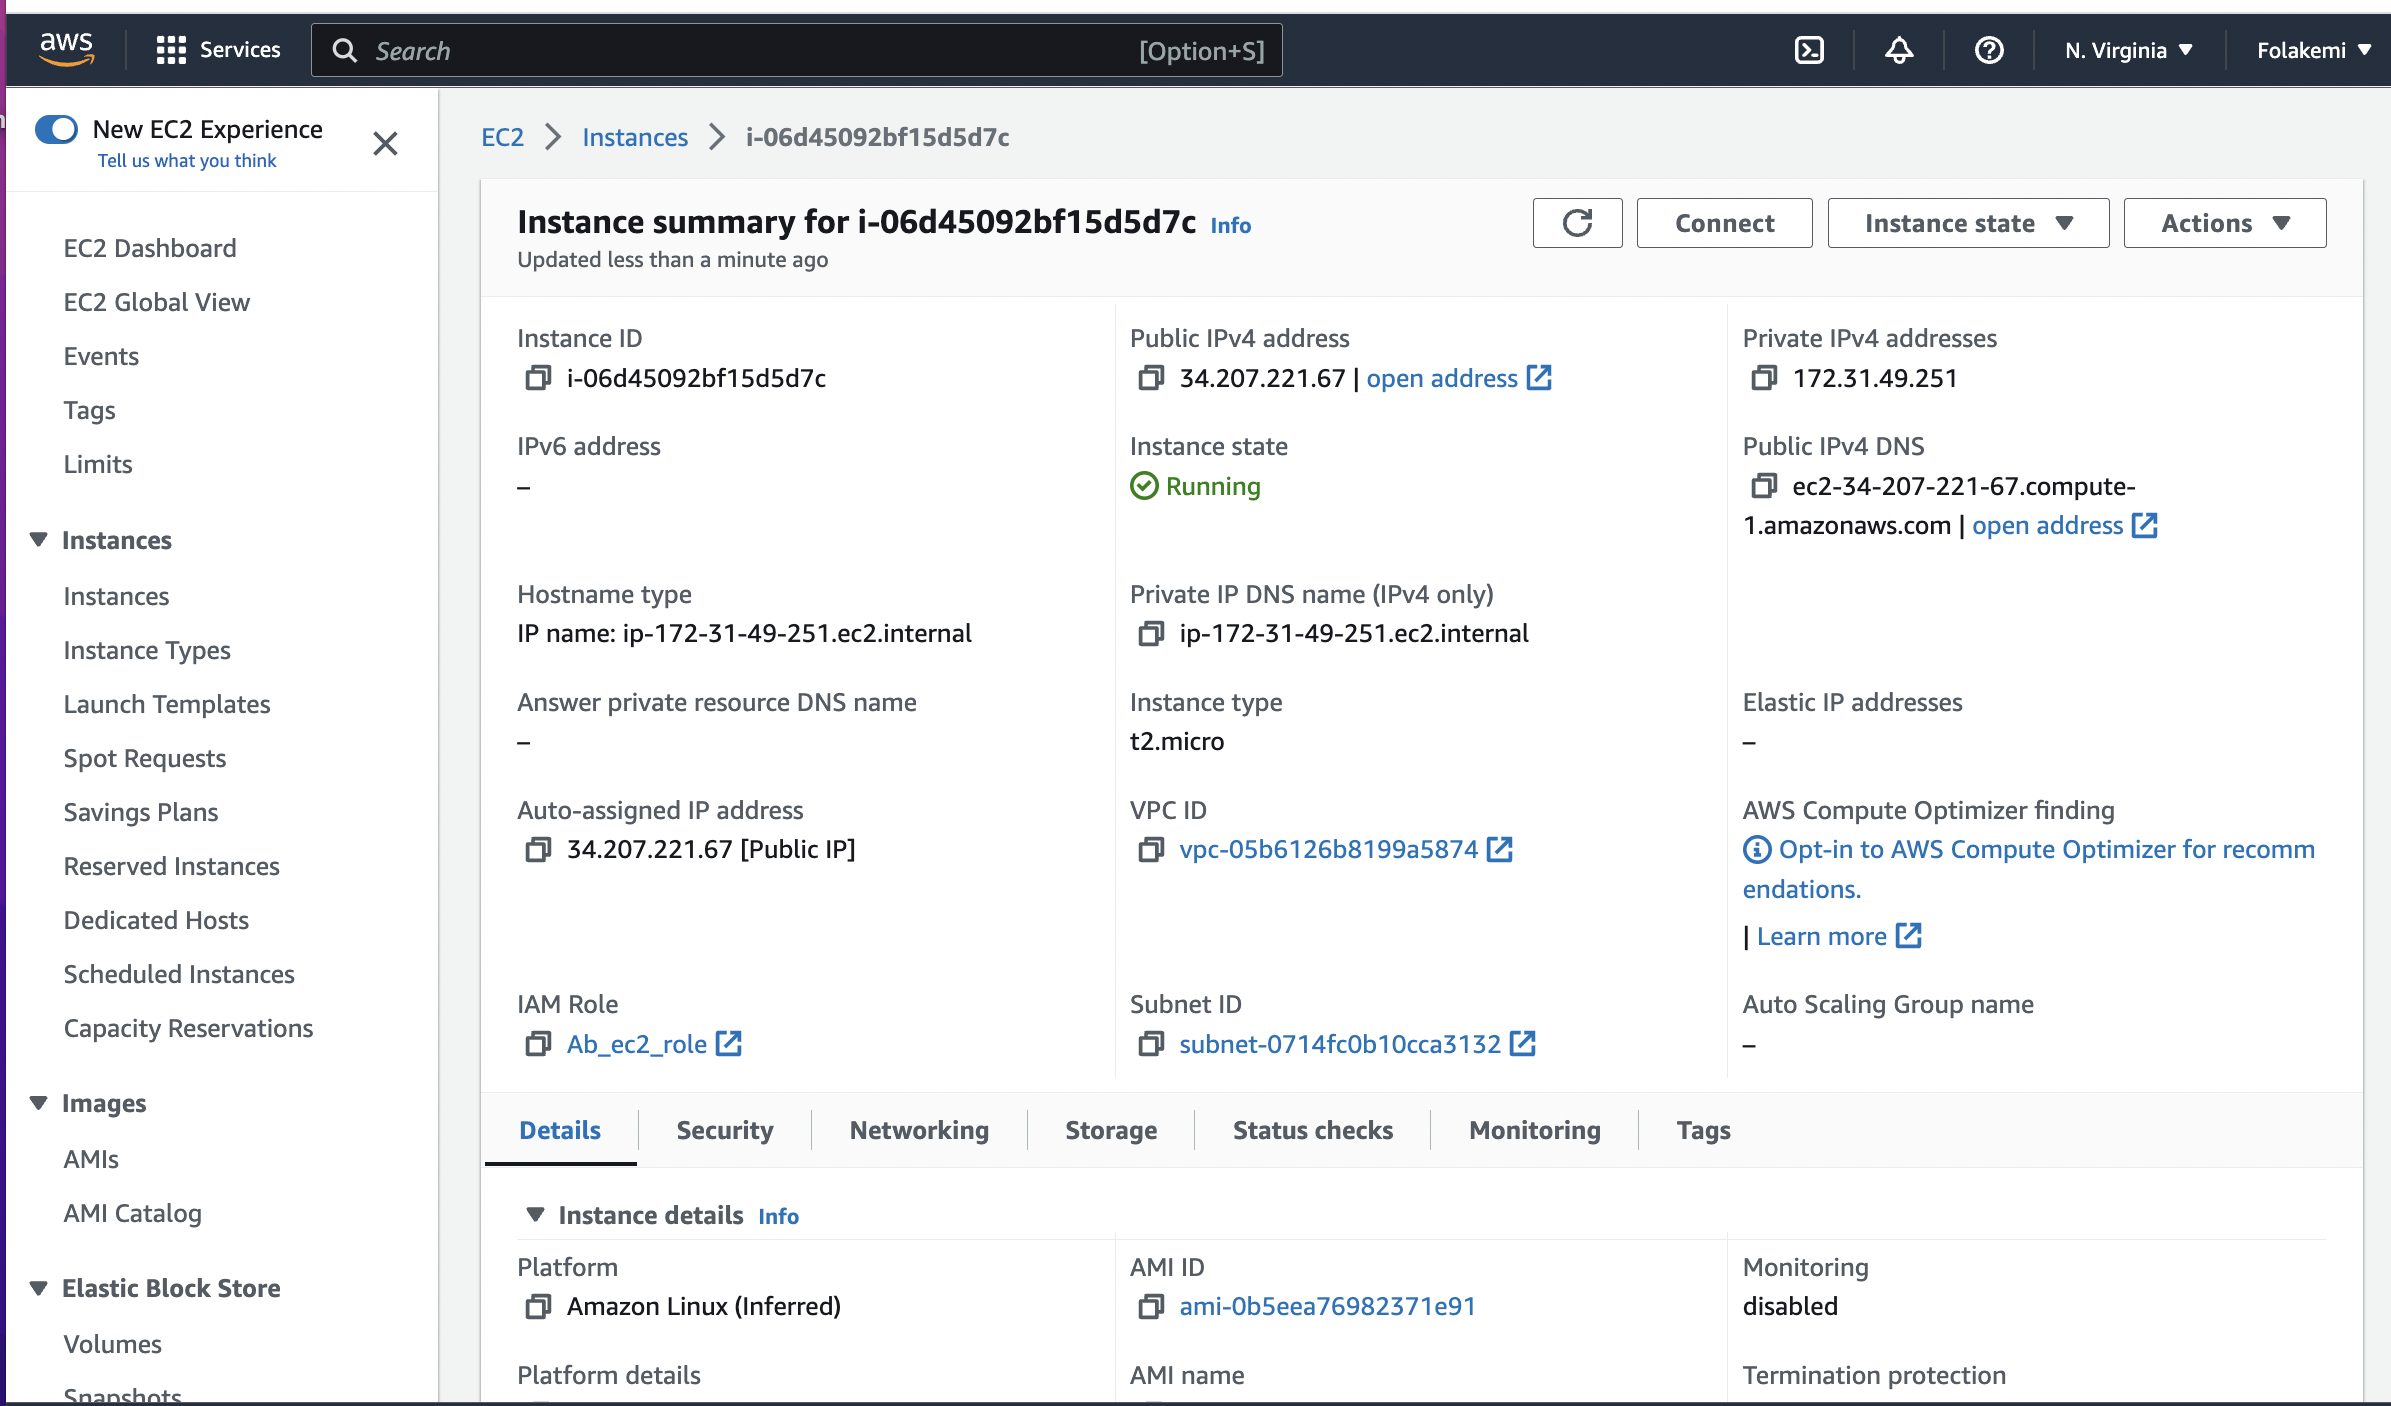 aws
Services
Search
[Option+S]
N. Virginia
Folakemi
New EC2 Experience
Tell us what you think
EC2 Dashboard
EC2 Global View
Events
Tags
Limits
Instances
Instances
Instance Types
Launch Templates
Spot Requests
Savings Plans
Reserved Instances
Dedicated Hosts
Scheduled Instances
Capacity Reservations
Images
AMIs
AMI Catalog
Elastic Block Store
Volumes
Snapshots
EC2
Instances
i-06d45092bf15d5d7c
Instance summary for i-06d45092bf15d5d7c Info
Updated less than a minute ago
Connect
Instance state
Actions
Instance ID
i-06d45092bf15d5d7c
Public IPv4 address
34.207.221.67 | open address
Private IPv4 addresses
172.31.49.251
IPv6 address
–
Instance state
Running
Public IPv4 DNS
ec2-34-207-221-67.compute-
1.amazonaws.com | open address
Hostname type
IP name: ip-172-31-49-251.ec2.internal
Private IP DNS name (IPv4 only)
ip-172-31-49-251.ec2.internal
Answer private resource DNS name
–
Instance type
t2.micro
Elastic IP addresses
–
Auto-assigned IP address
34.207.221.67 [Public IP]
VPC ID
vpc-05b6126b8199a5874
AWS Compute Optimizer finding
Opt-in to AWS Compute Optimizer for recomm
endations.
| Learn more
IAM Role
Ab_ec2_role
Subnet ID
subnet-0714fc0b10cca3132
Auto Scaling Group name
–
Details
Security
Networking
Storage
Status checks
Monitoring
Tags
Instance details Info
Platform
Amazon Linux (Inferred)
AMI ID
ami-0b5eea76982371e91
Monitoring
disabled
Platform details
AMI name
Termination protection